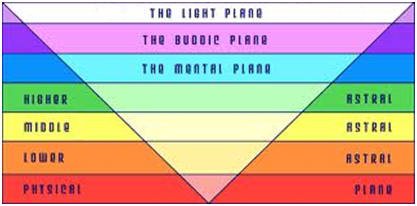 THE LIGHT PLANE
THE BUDDIC PLANE
THE MENTAL PLANE
HIGHER ASTRAL
MIDDLE ASTRAL
LOWER ASTRAL
PHYSICAL PLANE